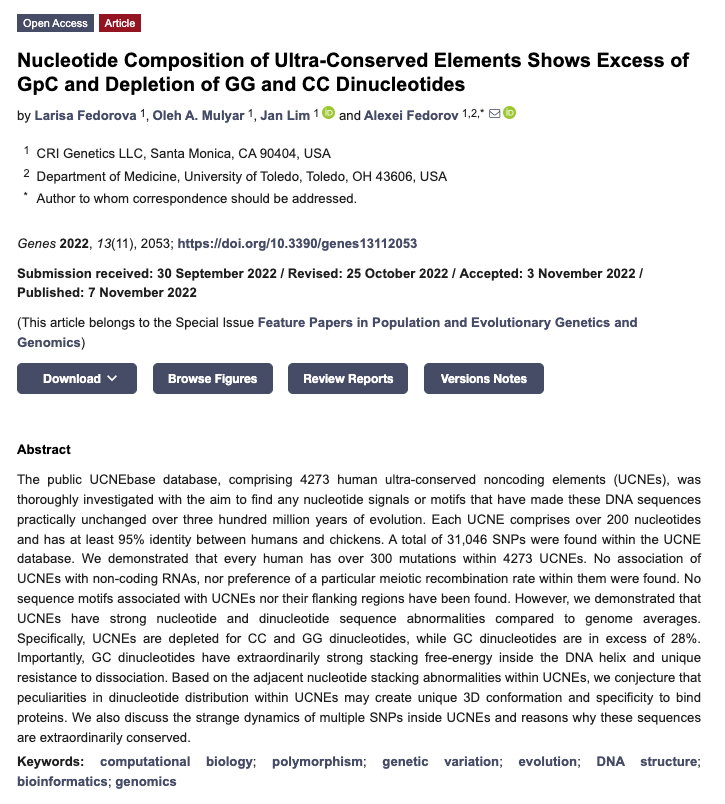 Open Access Article
Nucleotide Composition of Ultra-Conserved Elements Shows Excess of
GpC and Depletion of GG and CC Dinucleotides
by Larisa Fedorova 1, Oleh A. Mulyar 1, Jan Lim 1 iD and Alexei Fedorov 1,2,* iD
1 CRI Genetics LLC, Santa Monica, CA 90404, USA
2 Department of Medicine, University of Toledo, Toledo, OH 43606, USA
* Author to whom correspondence should be addressed.
Genes 2022, 13(11), 2053; https://doi.org/10.3390/genes13112053
Submission received: 30 September 2022 / Revised: 25 October 2022 / Accepted: 3 November 2022 /
Published: 7 November 2022
(This article belongs to the Special Issue Feature Papers in Population and Evolutionary Genetics and
Genomics)
Download Browse Figures Review Reports Versions Notes
Abstract
The public UCNEbase database, comprising 4273 human ultra-conserved noncoding elements (UCNEs), was
thoroughly investigated with the aim to find any nucleotide signals or motifs that have made these DNA sequences
practically unchanged over three hundred million years of evolution. Each UCNE comprises over 200 nucleotides
and has at least 95% identity between humans and chickens. A total of 31,046 SNPs were found within the UCNE
database. We demonstrated that every human has over 300 mutations within 4273 UCNEs. No association of
UCNEs with non-coding RNAs, nor preference of a particular meiotic recombination rate within them were found. No
sequence motifs associated with UCNEs nor their flanking regions have been found. However, we demonstrated that
UCNEs have strong nucleotide and dinucleotide sequence abnormalities compared to genome averages.
Specifically, UCNEs are depleted for CC and GG dinucleotides, while GC dinucleotides are in excess of 28%.
Importantly, GC dinucleotides have extraordinarily strong stacking free-energy inside the DNA helix and unique
resistance to dissociation. Based on the adjacent nucleotide stacking abnormalities within UCNEs, we conjecture that
peculiarities in dinucleotide distribution within UCNEs may create unique 3D conformation and specificity to bind
proteins. We also discuss the strange dynamics of multiple SNPs inside UCNEs and reasons why these sequences
are extraordinarily conserved.
Keywords: computational biology; polymorphism; genetic variation; evolution; DNA structure;
bioinformatics; genomics